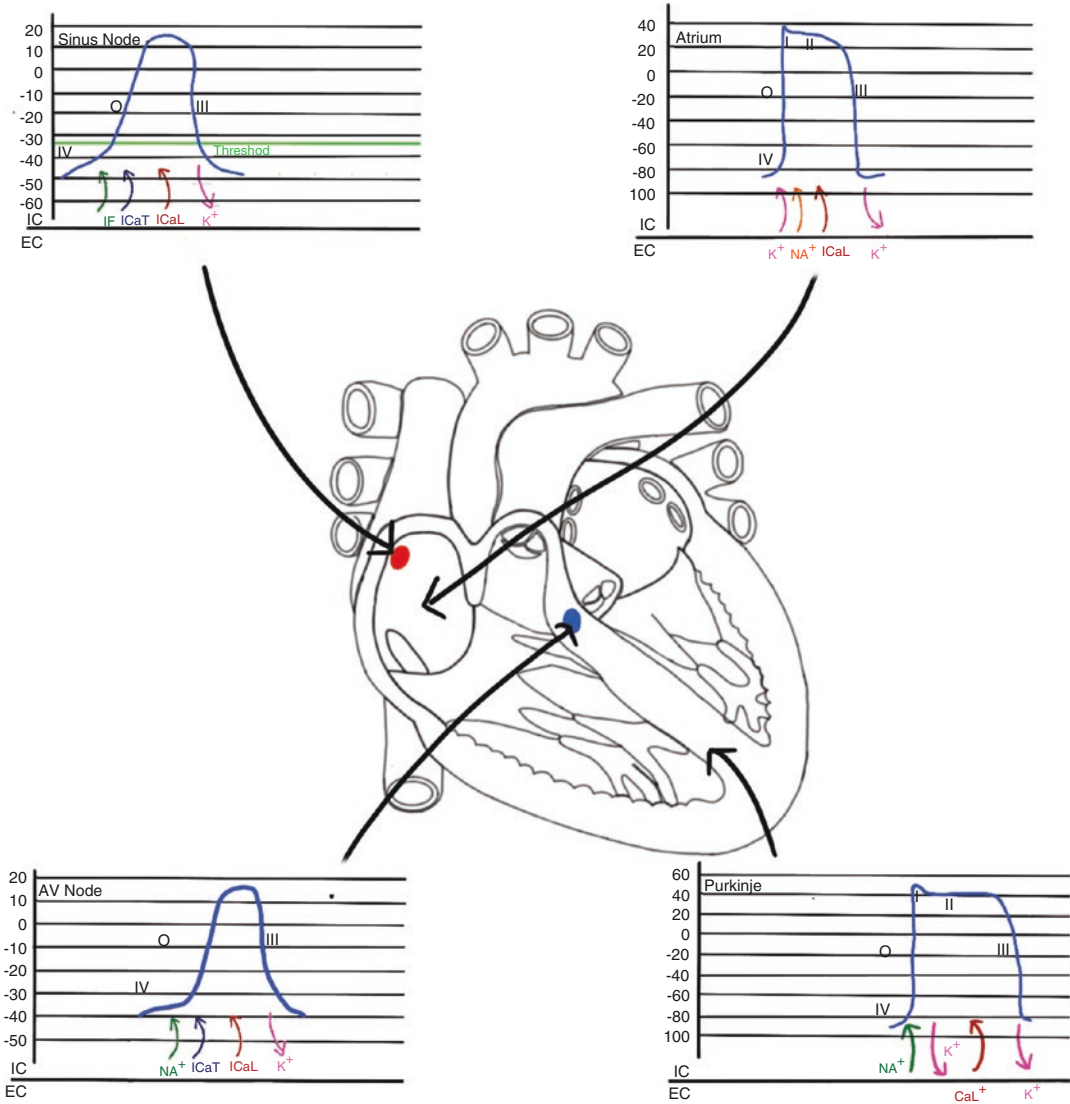 20
Sinus Node
10
0
-10
O
III
-20
-30
IV
Threshod
-40
-50
-60
IC
IF ICaT ICaL K+
EC
40
Atrium
I II
20
0
O
III
-20
-40
-60
IV
-80
100
IC
EC
K+ NA+ ICaL K+
20
AV Node
10
0
O
III
-10
-20
IV
-30
-40
-50
IC
NA+ ICaT ICaL K+
EC
60
Purkinje
40
I II
20
0
O
III
-20
-40
-60
IV
-80
100
IC
NA+ K+
EC
CaL+ K+